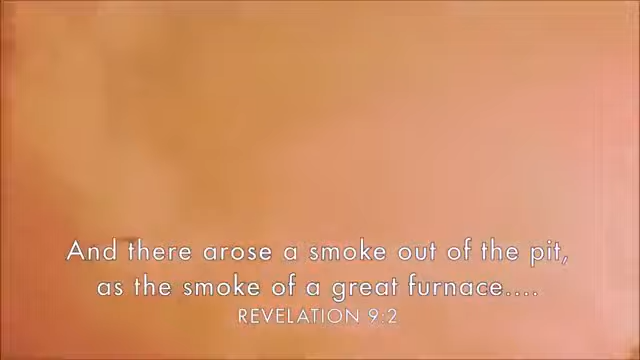 And there arose a smoke out of the pit,
as the smoke of a great furnace....
REVELATION 9:2